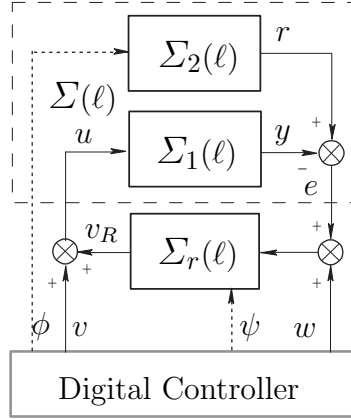 Σ₂(ℓ) r
+
Σ(ℓ)
u Σ₁(ℓ) y
−
e
v_R Σ_r(ℓ) +
+ + +
ϕ v ψ w
Digital Controller